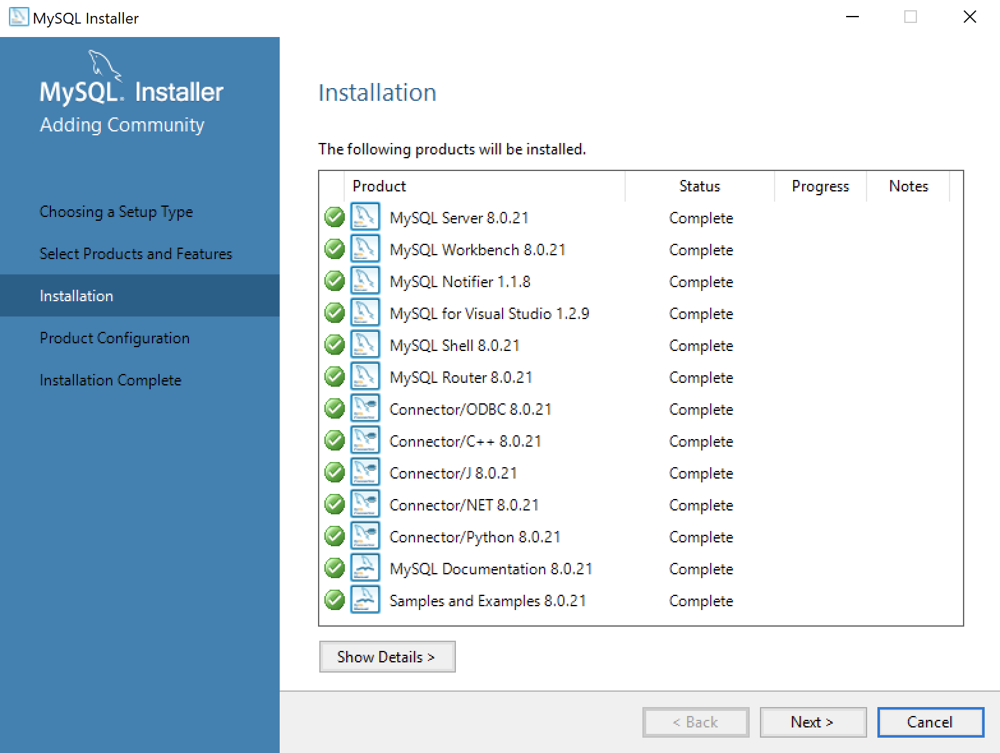 MySQL Installer
MySQL. Installer
Adding Community
Choosing a Setup Type
Select Products and Features
Installation
Product Configuration
Installation Complete
Installation
The following products will be installed.
Product Status Progress Notes
MySQL Server 8.0.21 Complete
MySQL Workbench 8.0.21 Complete
MySQL Notifier 1.1.8 Complete
MySQL for Visual Studio 1.2.9 Complete
MySQL Shell 8.0.21 Complete
MySQL Router 8.0.21 Complete
Connector/ODBC 8.0.21 Complete
Connector/C++ 8.0.21 Complete
Connector/J 8.0.21 Complete
Connector/NET 8.0.21 Complete
Connector/Python 8.0.21 Complete
MySQL Documentation 8.0.21 Complete
Samples and Examples 8.0.21 Complete
Show Details >
< Back Next > Cancel